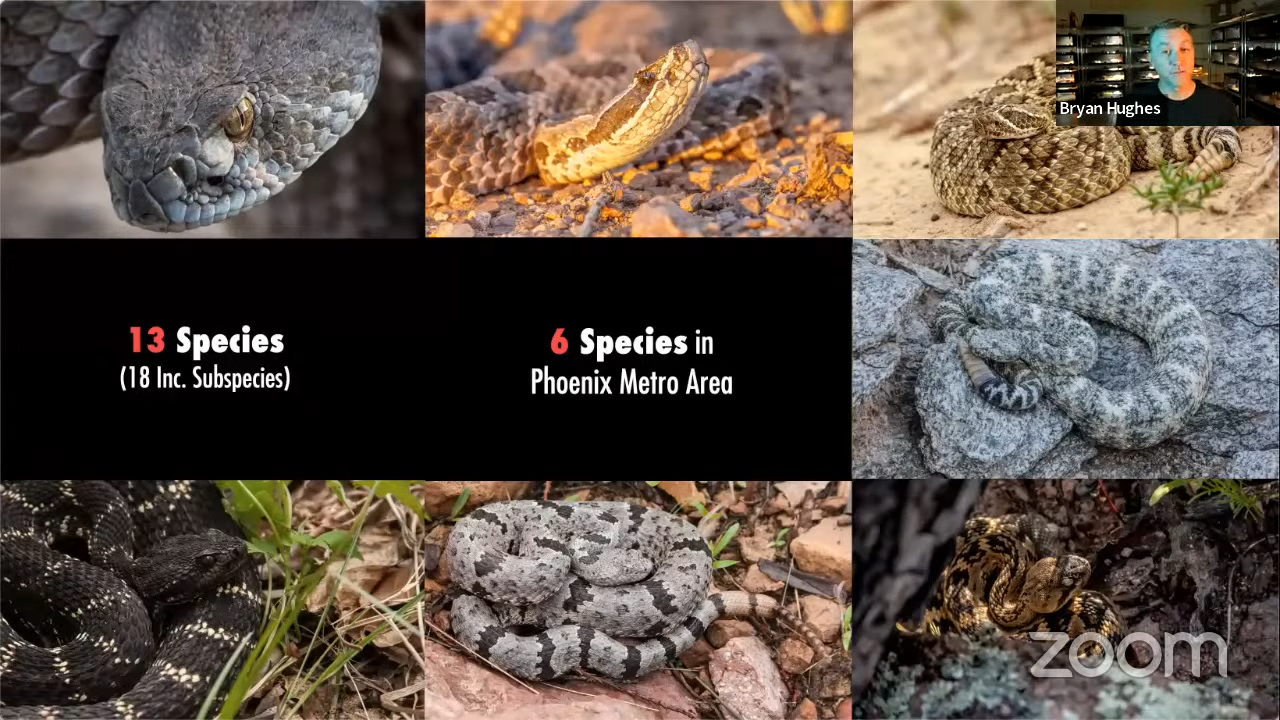 Bryan Hughes
13 Species
(18 Inc. Subspecies)
6 Species in
Phoenix Metro Area
zoom